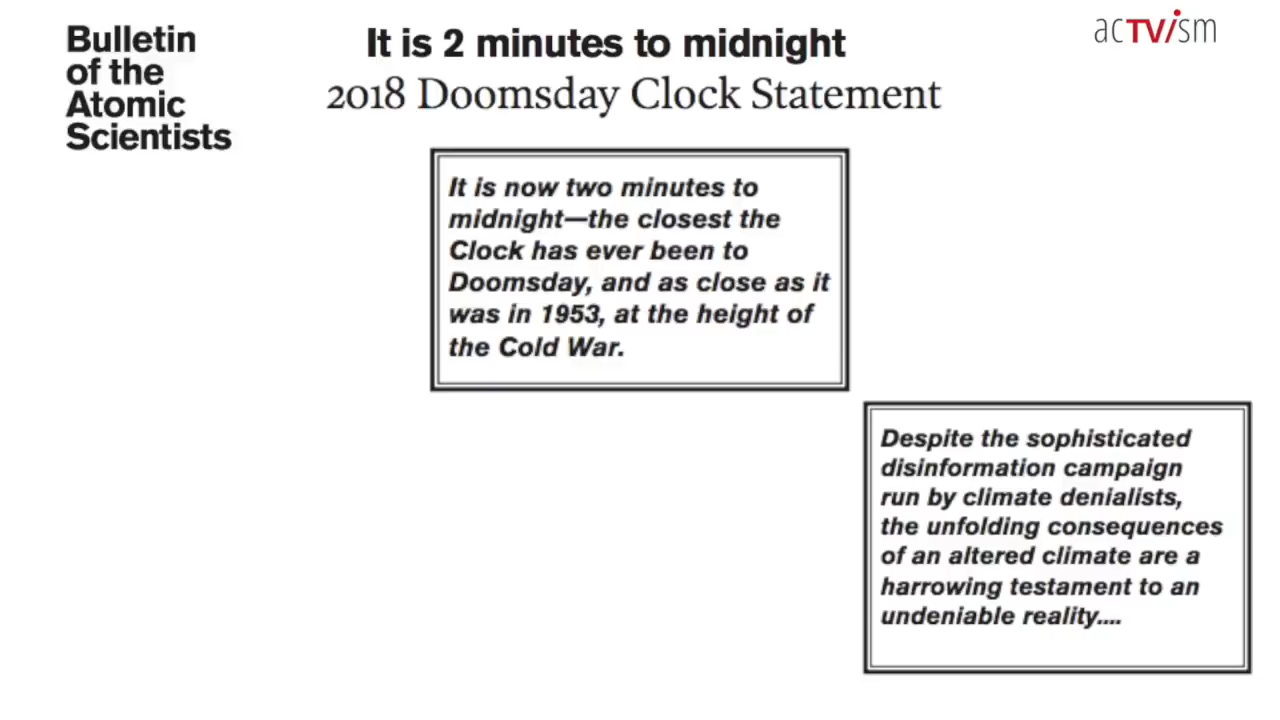 Bulletin
of the
Atomic
Scientists
It is 2 minutes to midnight
2018 Doomsday Clock Statement
acTVism
It is now two minutes to
midnight—the closest the
Clock has ever been to
Doomsday, and as close as it
was in 1953, at the height of
the Cold War.
Despite the sophisticated
disinformation campaign
run by climate denialists,
the unfolding consequences
of an altered climate are a
harrowing testament to an
undeniable reality....